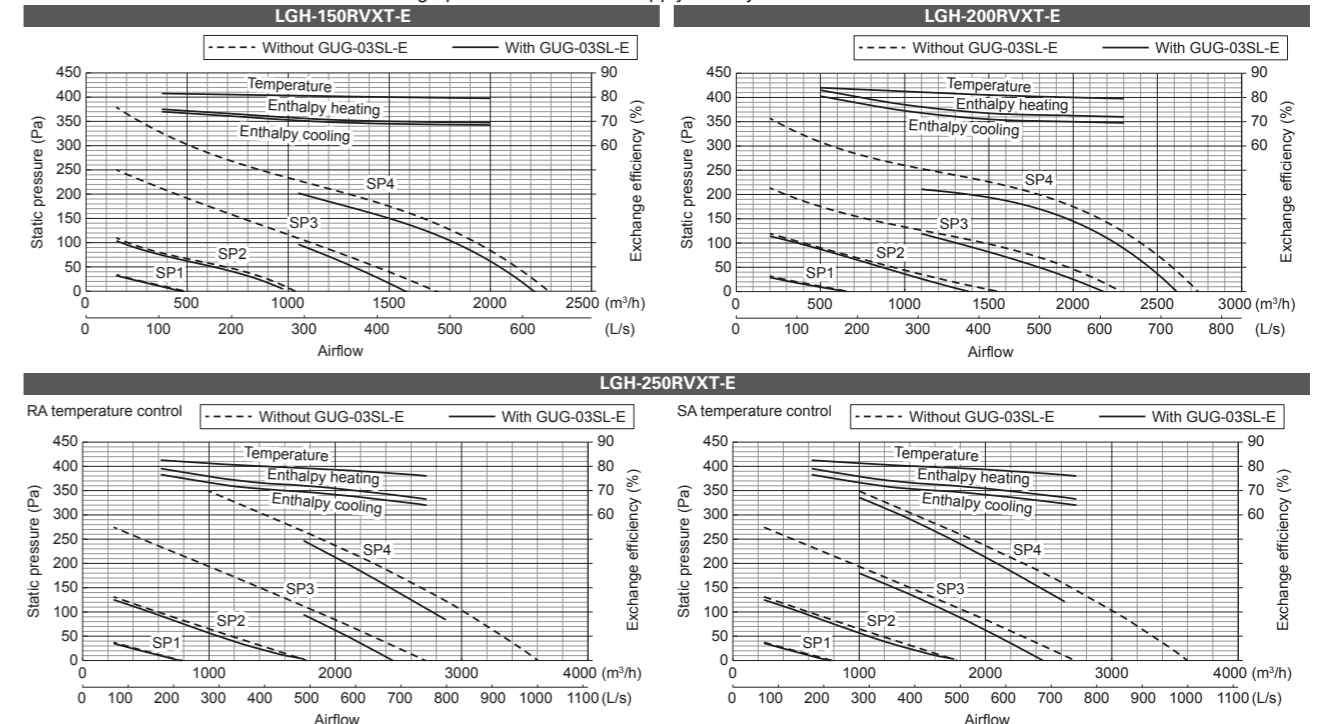 LGH-150RVXT-E
Without GUG-03SL-E With GUG-03SL-E
Static pressure (Pa)
450
400
350
300
250
200
150
100
50
0
Temperature
Enthalpy heating
Enthalpy cooling
SP4
SP3
SP2
SP1
90
80
70
60
Exchange efficiency (%)
0 500 1000 1500 2000 2500 (m³/h)
0 100 200 300 400 500 600 (L/s)
Airflow
LGH-200RVXT-E
Without GUG-03SL-E With GUG-03SL-E
Static pressure (Pa)
450
400
350
300
250
200
150
100
50
0
Temperature
Enthalpy heating
Enthalpy cooling
SP4
SP3
SP2
SP1
90
80
70
60
Exchange efficiency (%)
0 500 1000 1500 2000 2500 3000 (m³/h)
0 100 200 300 400 500 600 700 800 (L/s)
Airflow
LGH-250RVXT-E
RA temperature control
Without GUG-03SL-E With GUG-03SL-E
Static pressure (Pa)
450
400
350
300
250
200
150
100
50
0
Temperature
Enthalpy heating
Enthalpy cooling
SP4
SP3
SP2
SP1
90
80
70
60
Exchange efficiency (%)
0 1000 2000 3000 4000 (m³/h)
0 100 200 300 400 500 600 700 800 900 1000 1100 (L/s)
Airflow
SA temperature control
Without GUG-03SL-E With GUG-03SL-E
Static pressure (Pa)
450
400
350
300
250
200
150
100
50
0
Temperature
Enthalpy heating
Enthalpy cooling
SP4
SP3
SP2
SP1
90
80
70
60
Exchange efficiency (%)
0 1000 2000 3000 4000 (m³/h)
0 100 200 300 400 500 600 700 800 900 1000 1100 (L/s)
Airflow